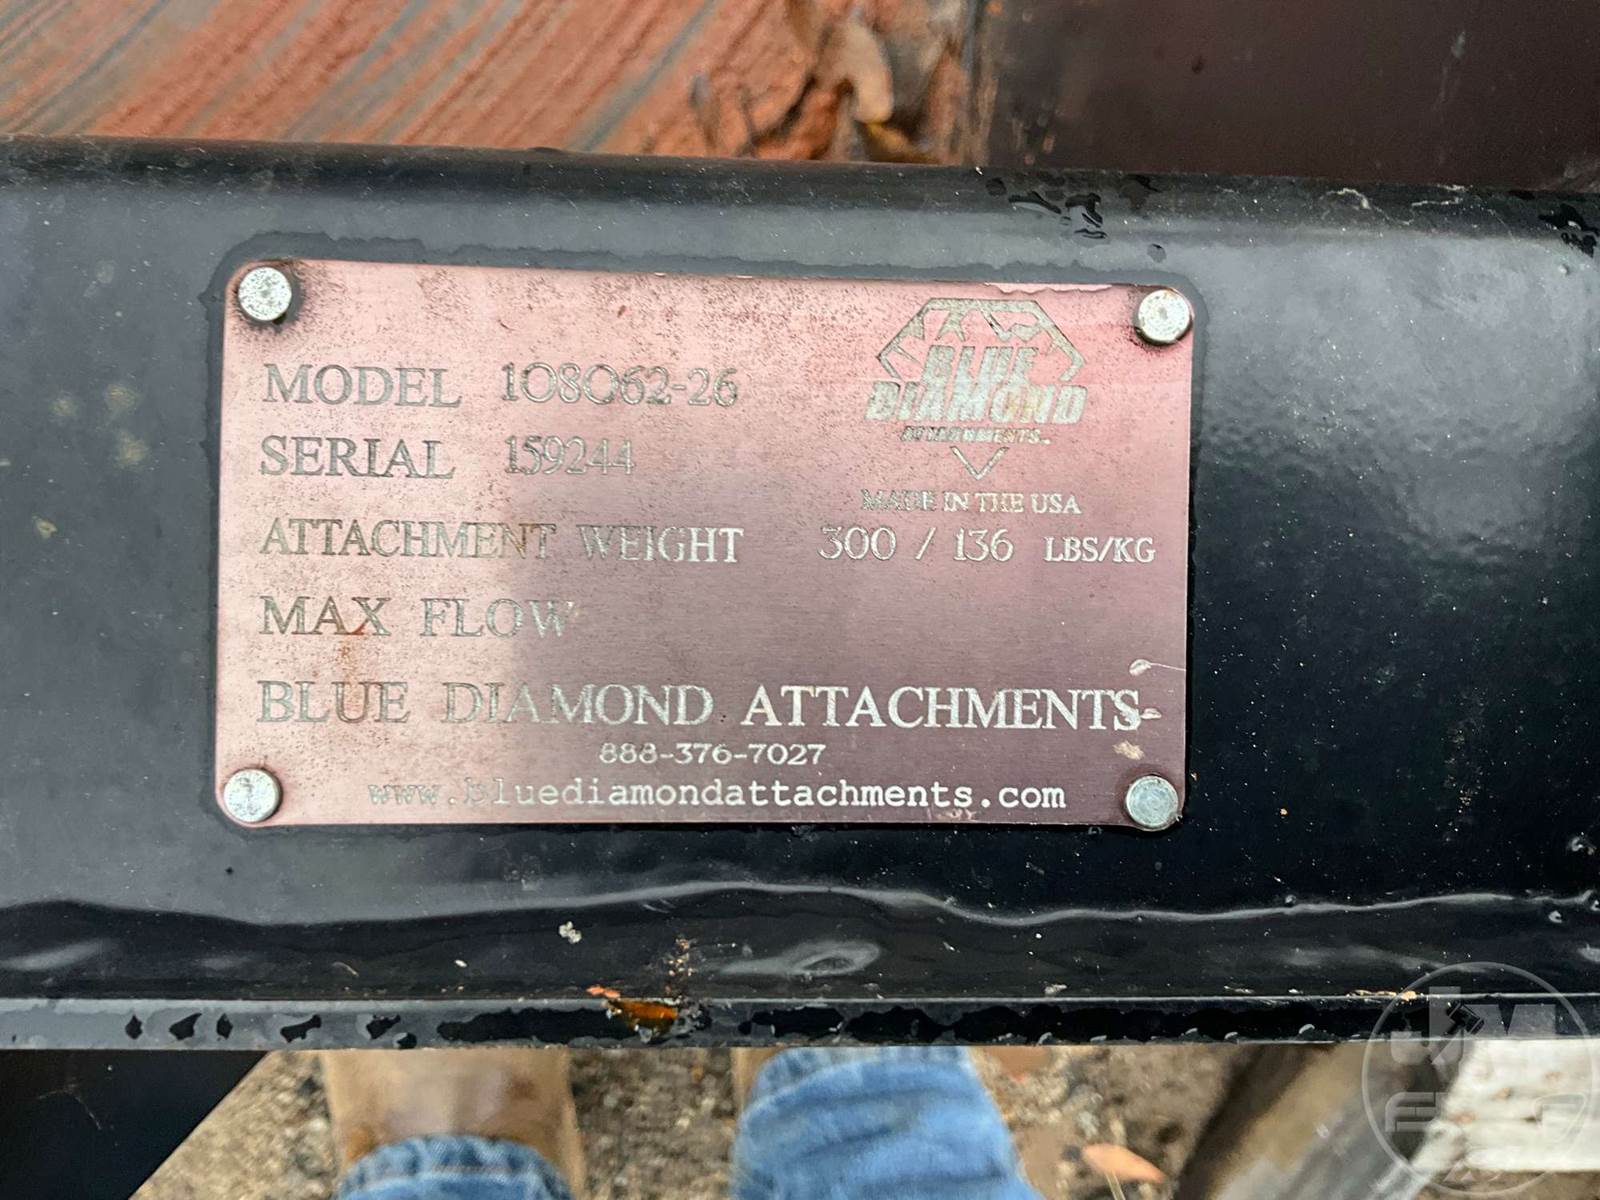 MODEL 108062-26
SERIAL 159244
BLUE
DIAMOND
ATTACHMENTS
MADE IN THE USA
ATTACHMENT WEIGHT 300 / 136 LBS/KG
MAX FLOW
BLUE DIAMOND ATTACHMENTS
888-376-7027
www.bluediamondattachments.com
JM